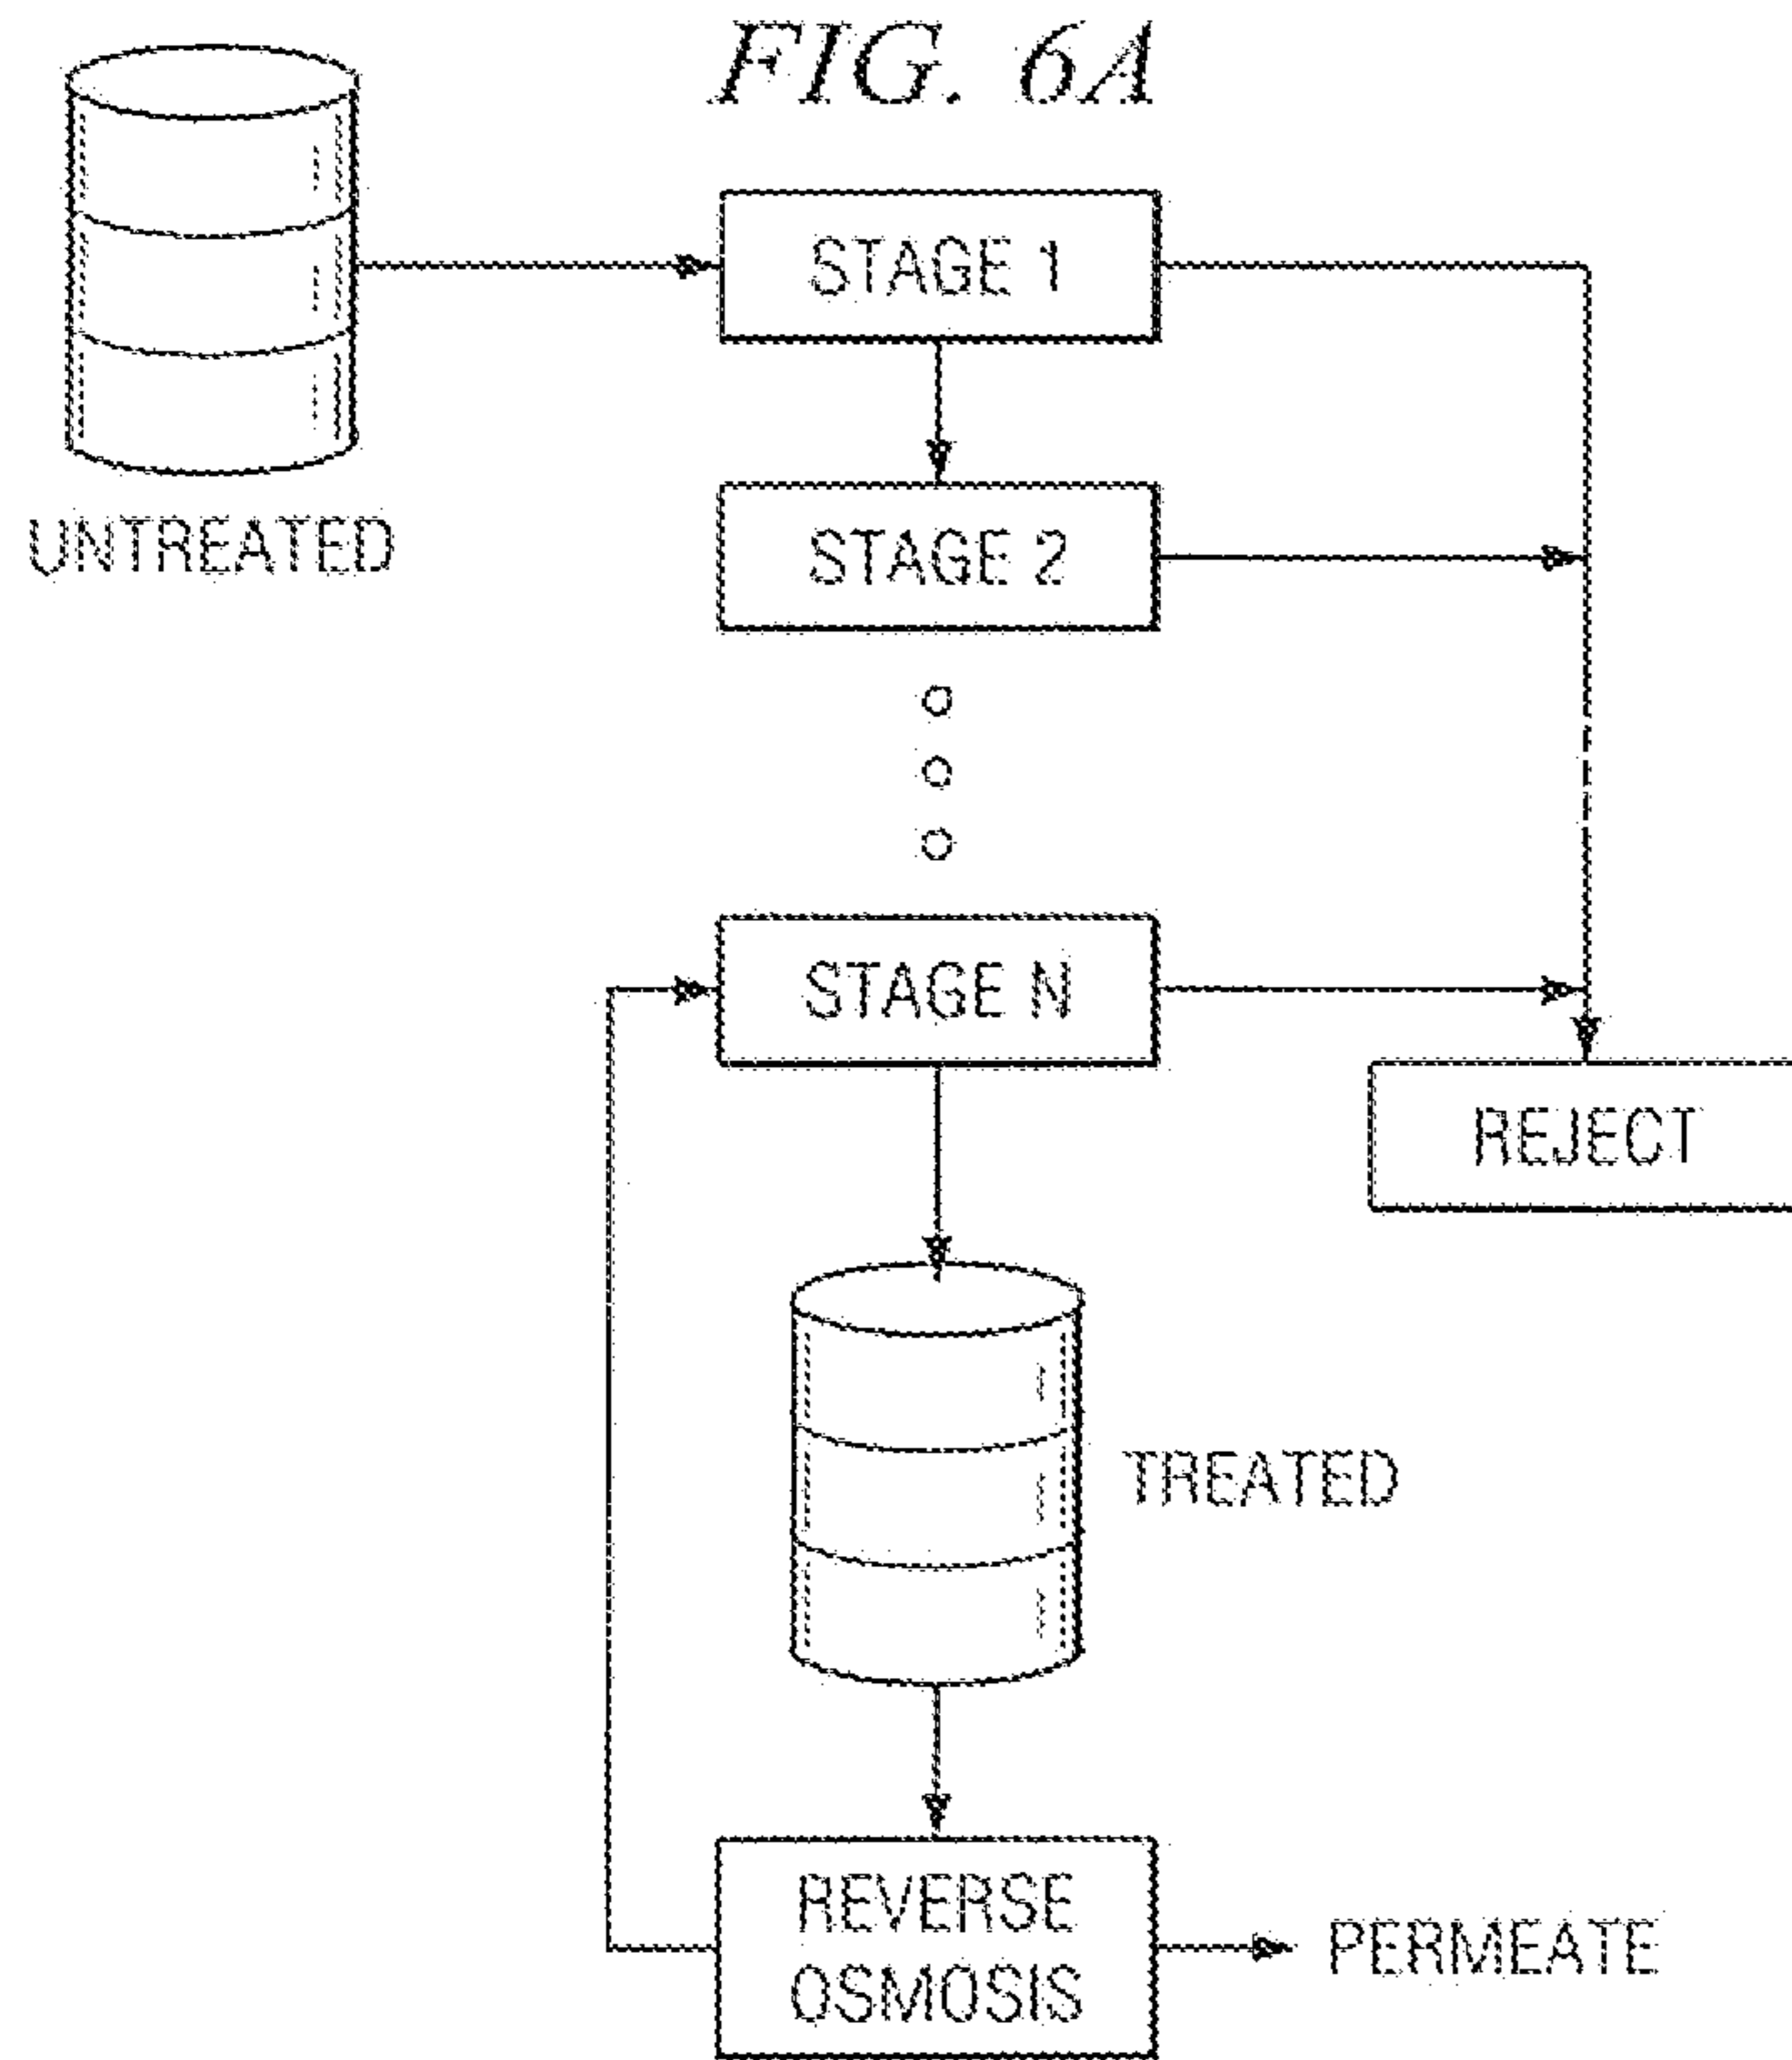 FIG. 6A
STAGE 1
UNTREATED
STAGE 2
STAGE N
REJECT
TREATED
REVERSE
OSMOSIS
PERMEATE